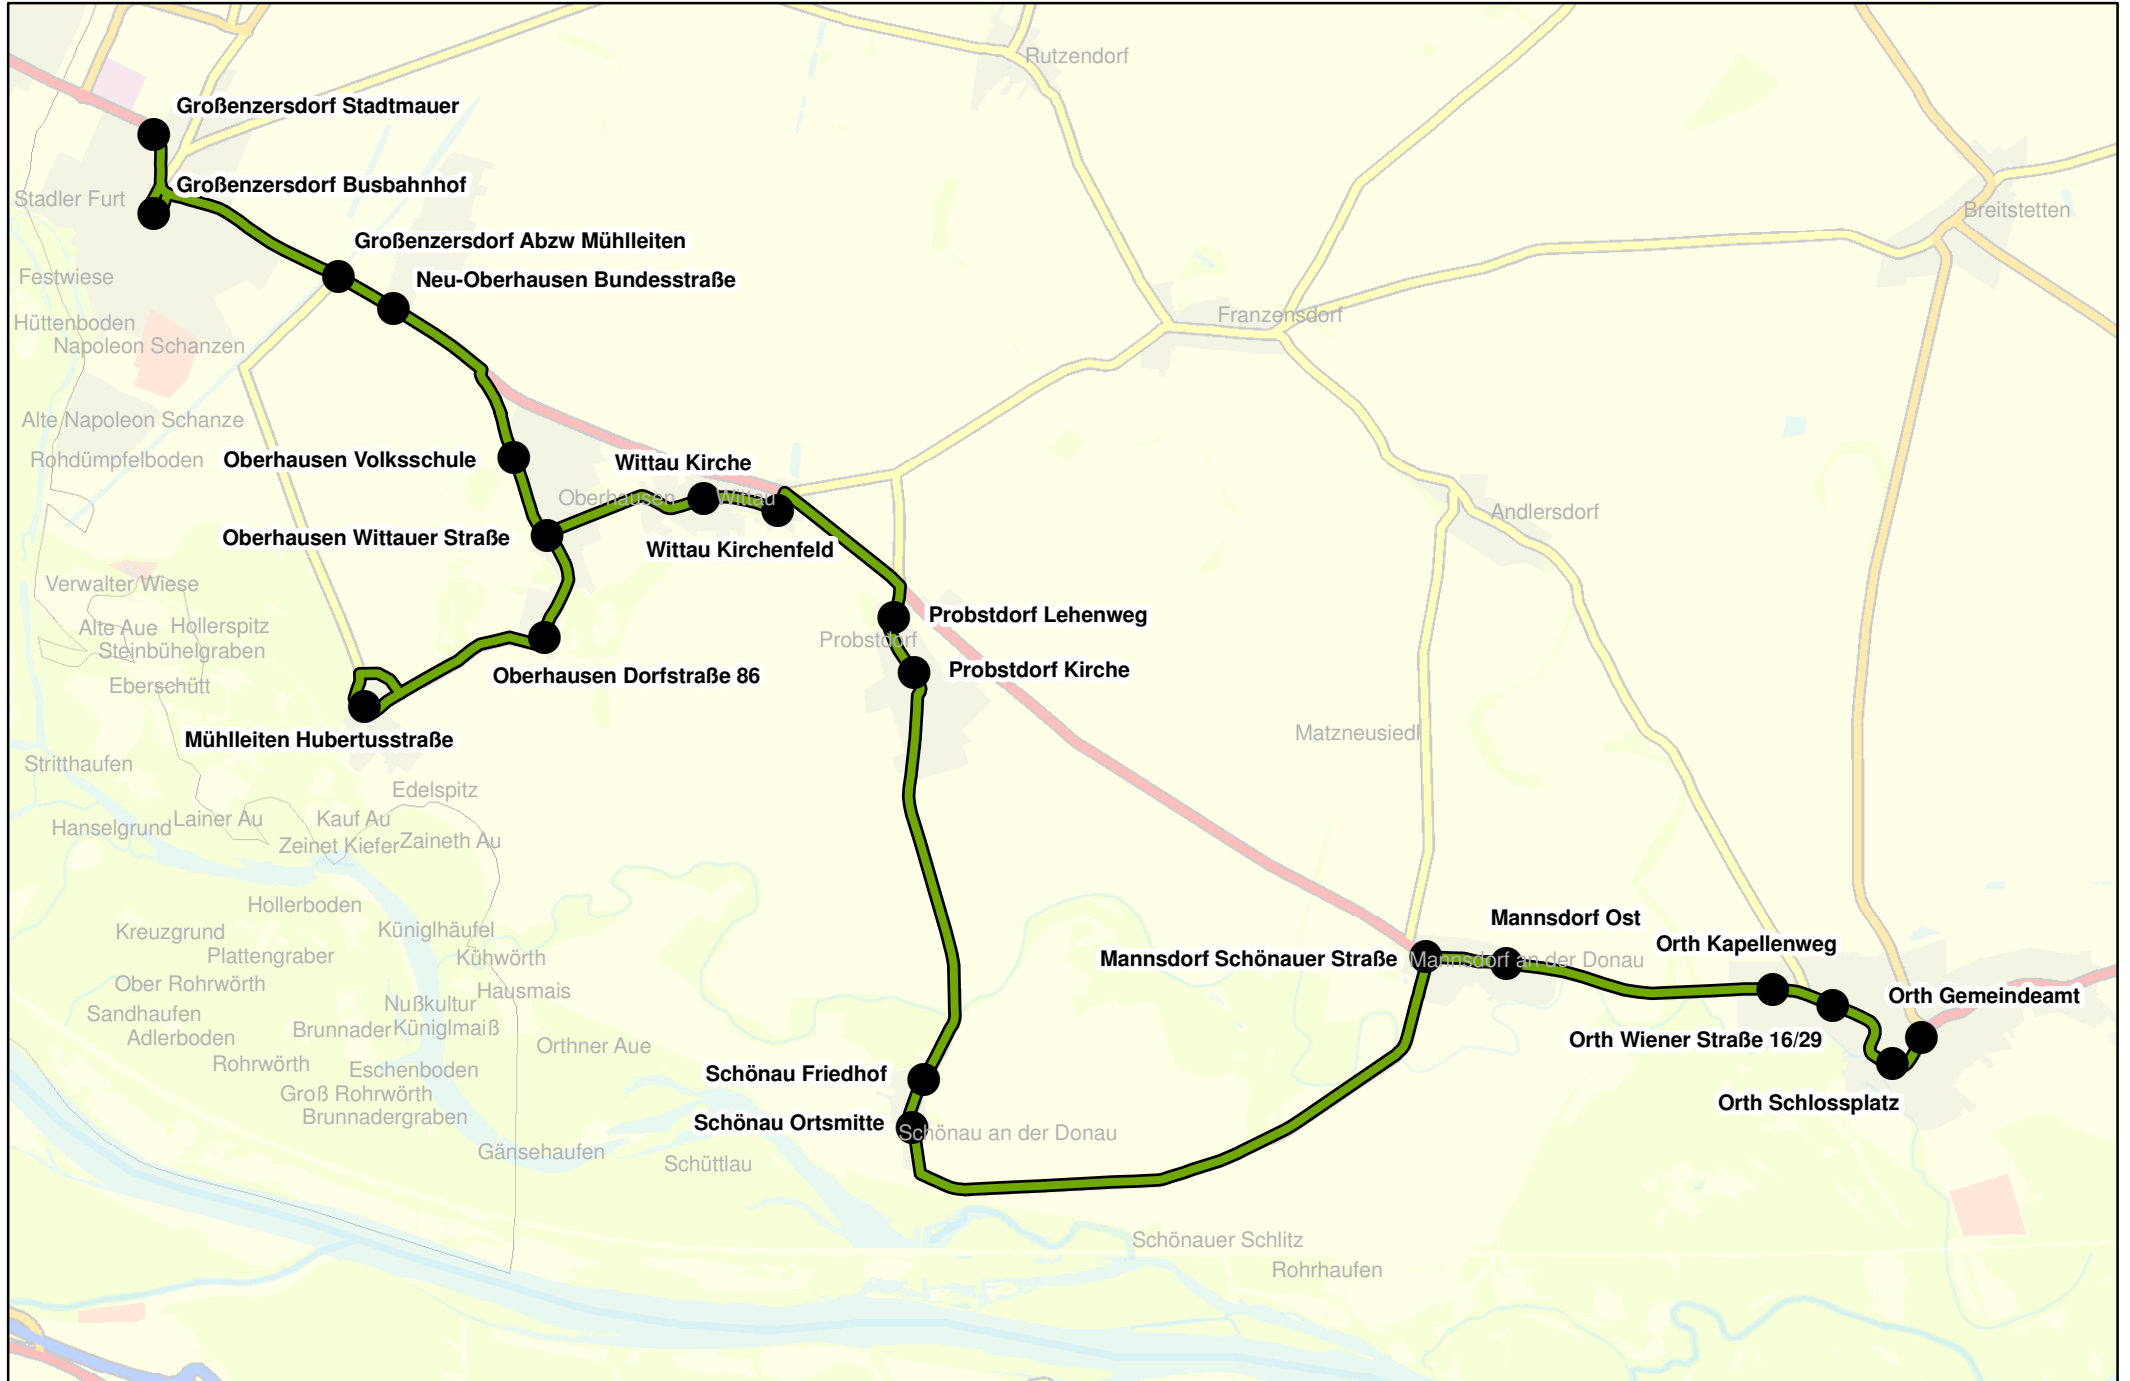 Rutzendorf
Großenzersdorf Stadtmauer
Großenzersdorf Busbahnhof
Stadler Furt
Breitstetten
Großenzersdorf Abzw Mühlleiten
Festwiese
Neu-Oberhausen Bundesstraße
Franzensdorf
Hüttenboden
Napoleon Schanzen
Alte Napoleon Schanze
Rohdümpfelboden
Oberhausen Volksschule
Wittau Kirche
Oberhausen
Wittau
Andlersdorf
Oberhausen Wittauer Straße
Wittau Kirchenfeld
Verwalter Wiese
Alte Aue
Hollerspitz
Probstdorf Lehenweg
Probstdorf
Steinbühelgraben
Probstdorf Kirche
Oberhausen Dorfstraße 86
Eberschütt
Matzneusiedl
Mühlleiten Hubertusstraße
Stritthaufen
Edelspitz
Hanselgrund
Lainer Au
Kauf Au
Zeinet Kiefer
Zaineth Au
Hollerboden
Mannsdorf Ost
Kreuzgrund
Küniglhäufel
Orth Kapellenweg
Plattengraber
Kühwörth
Mannsdorf Schönauer Straße
Mannsdorf an der Donau
Ober Rohrwörth
Hausmais
Orth Gemeindeamt
Nußkultur
Sandhaufen
Brunnader
Küniglmaiß
Adlerboden
Orthner Aue
Orth Wiener Straße 16/29
Rohrwörth
Eschenboden
Schönau Friedhof
Groß Rohrwörth
Orth Schlossplatz
Brunnadergraben
Schönau Ortsmitte
Schönau an der Donau
Gänsehaufen
Schüttlau
Schönauer Schlitz
Rohrhaufen